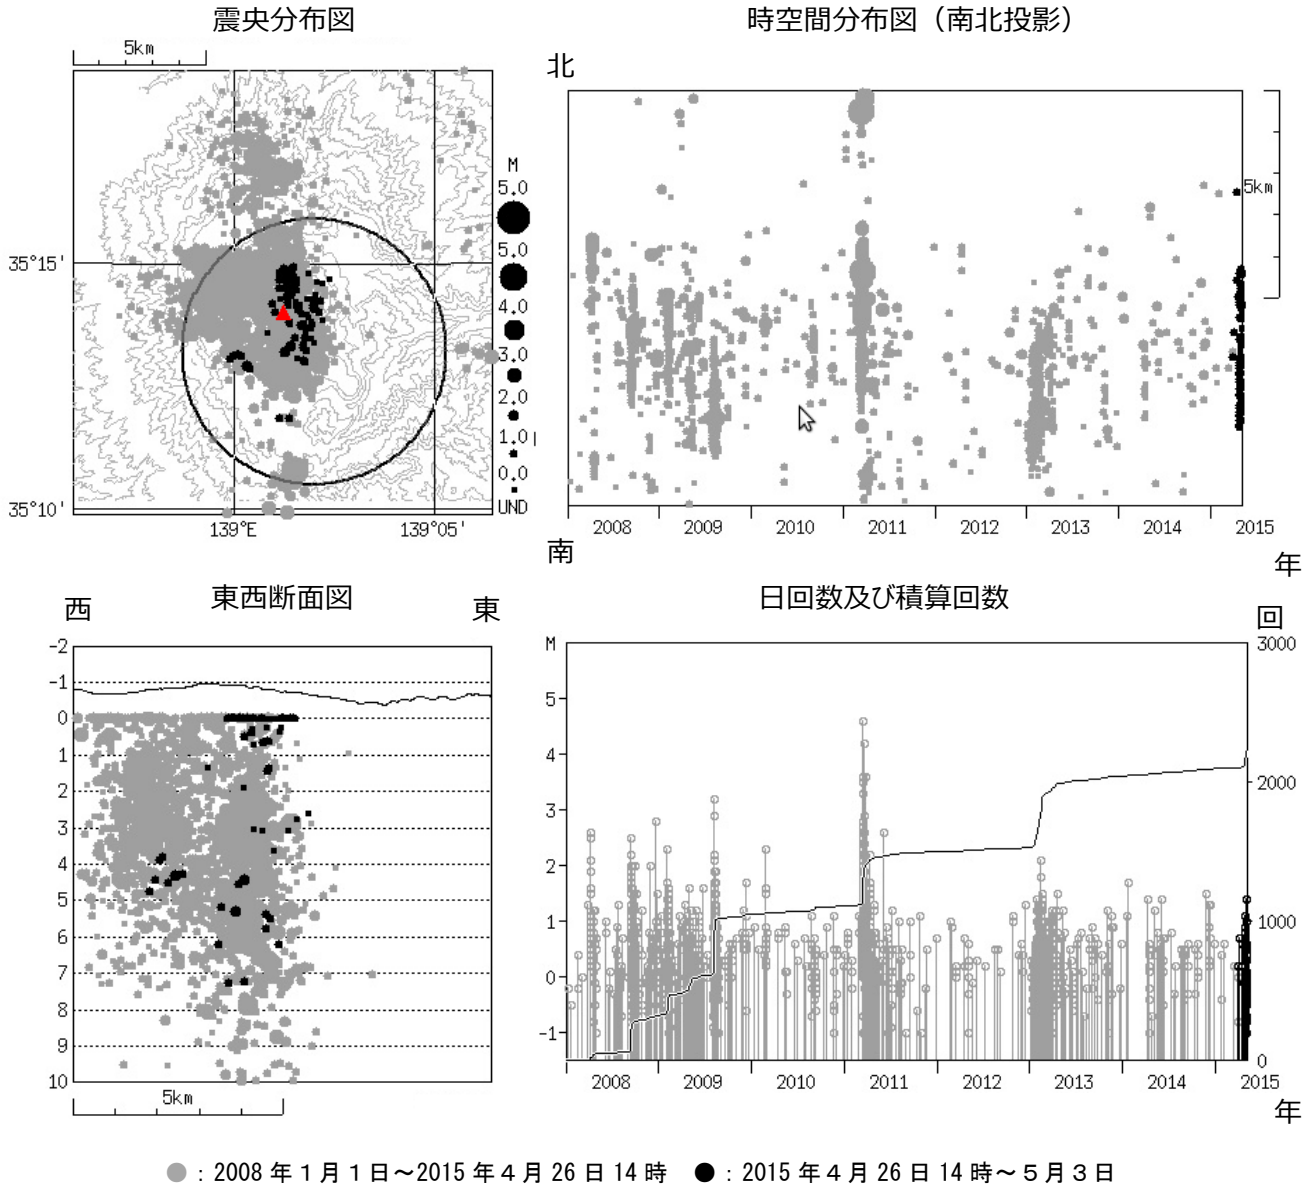 震央分布図
5km
35°15'
35°10'
139°E
139°05'
M
5.0
5.0
4.0
3.0
2.0
1.0
0.0
UND
時空間分布図（南北投影）
北
5km
南
2008 2009 2010 2011 2012 2013 2014 2015
年
東西断面図
西
東
-2
-1
0
1
2
3
4
5
6
7
8
9
10
5km
日回数及び積算回数
M
5
4
3
2
1
0
-1
回
3000
2000
1000
0
2008 2009 2010 2011 2012 2013 2014 2015
年
●：2008年1月1日～2015年4月26日14時 ●：2015年4月26日14時～5月3日